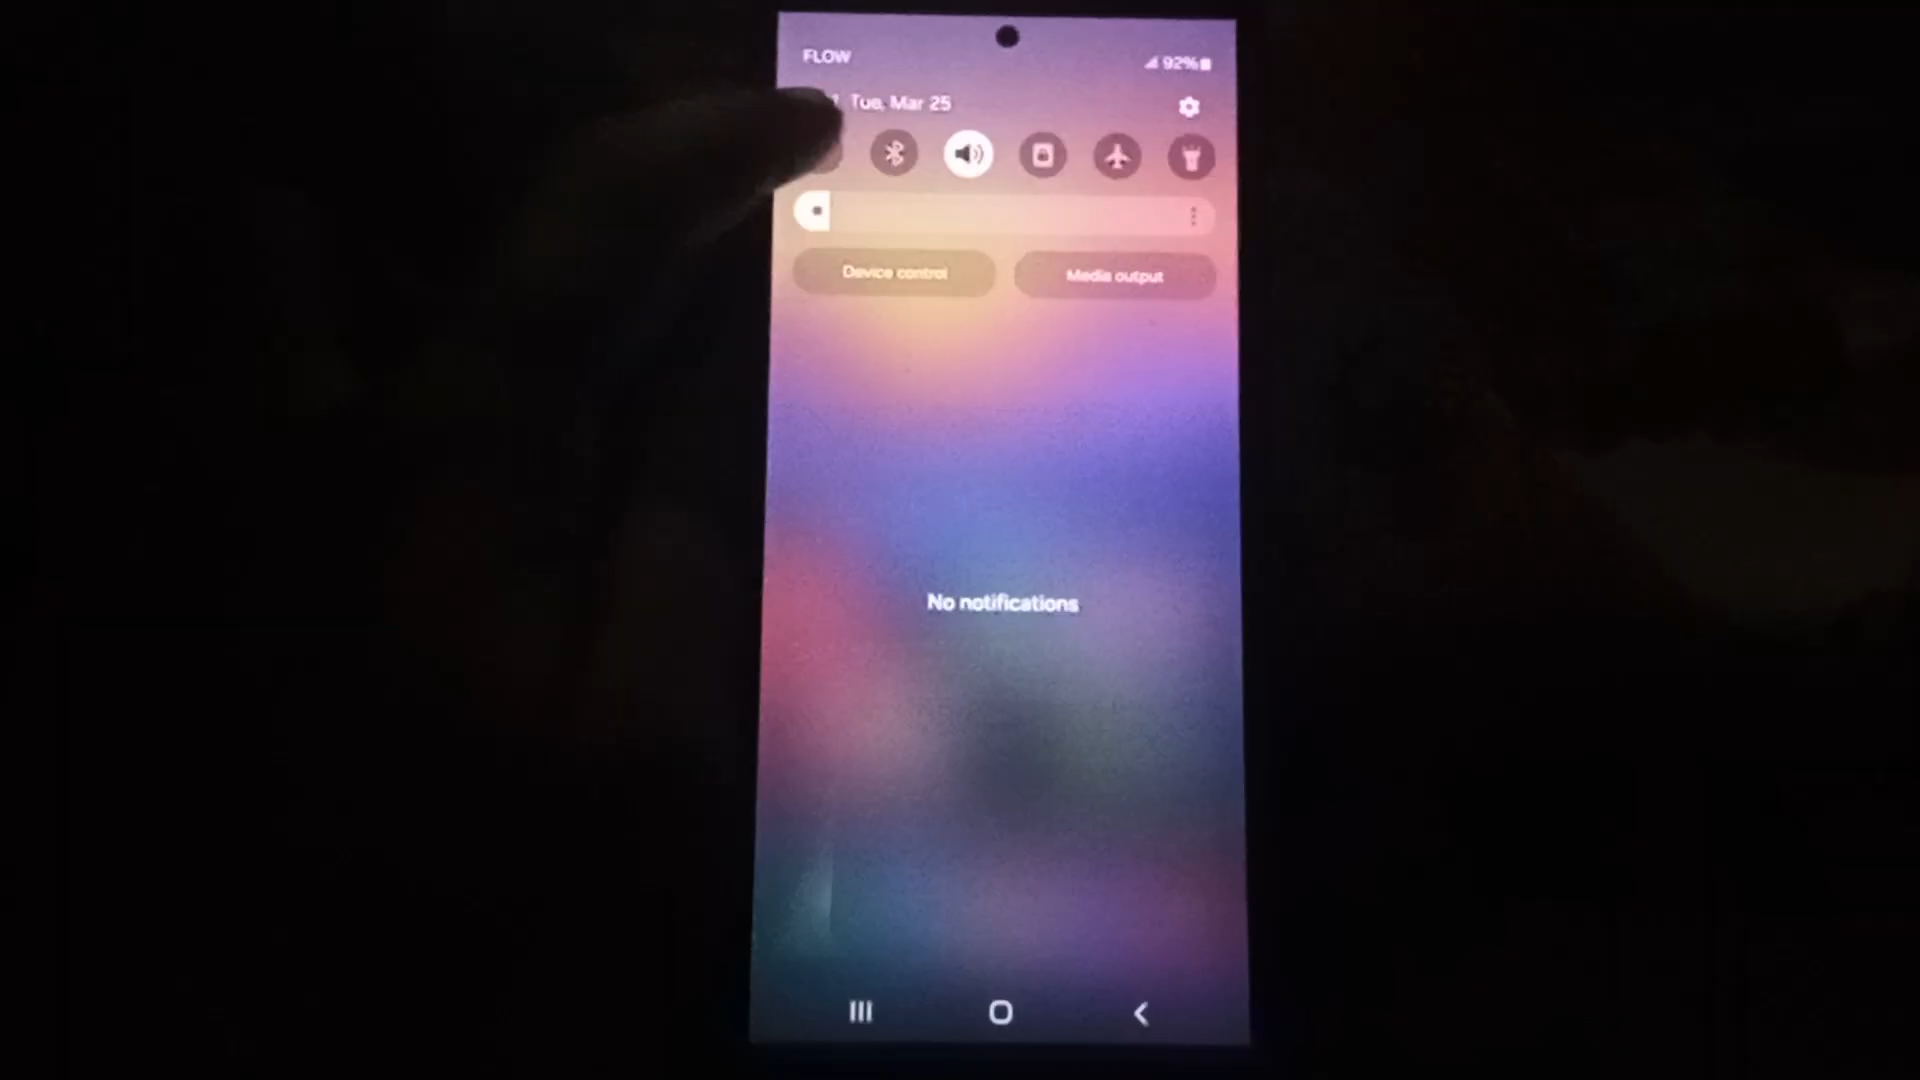 FLOW
92%
Tue, Mar 25
Device control
Media output
No notifications